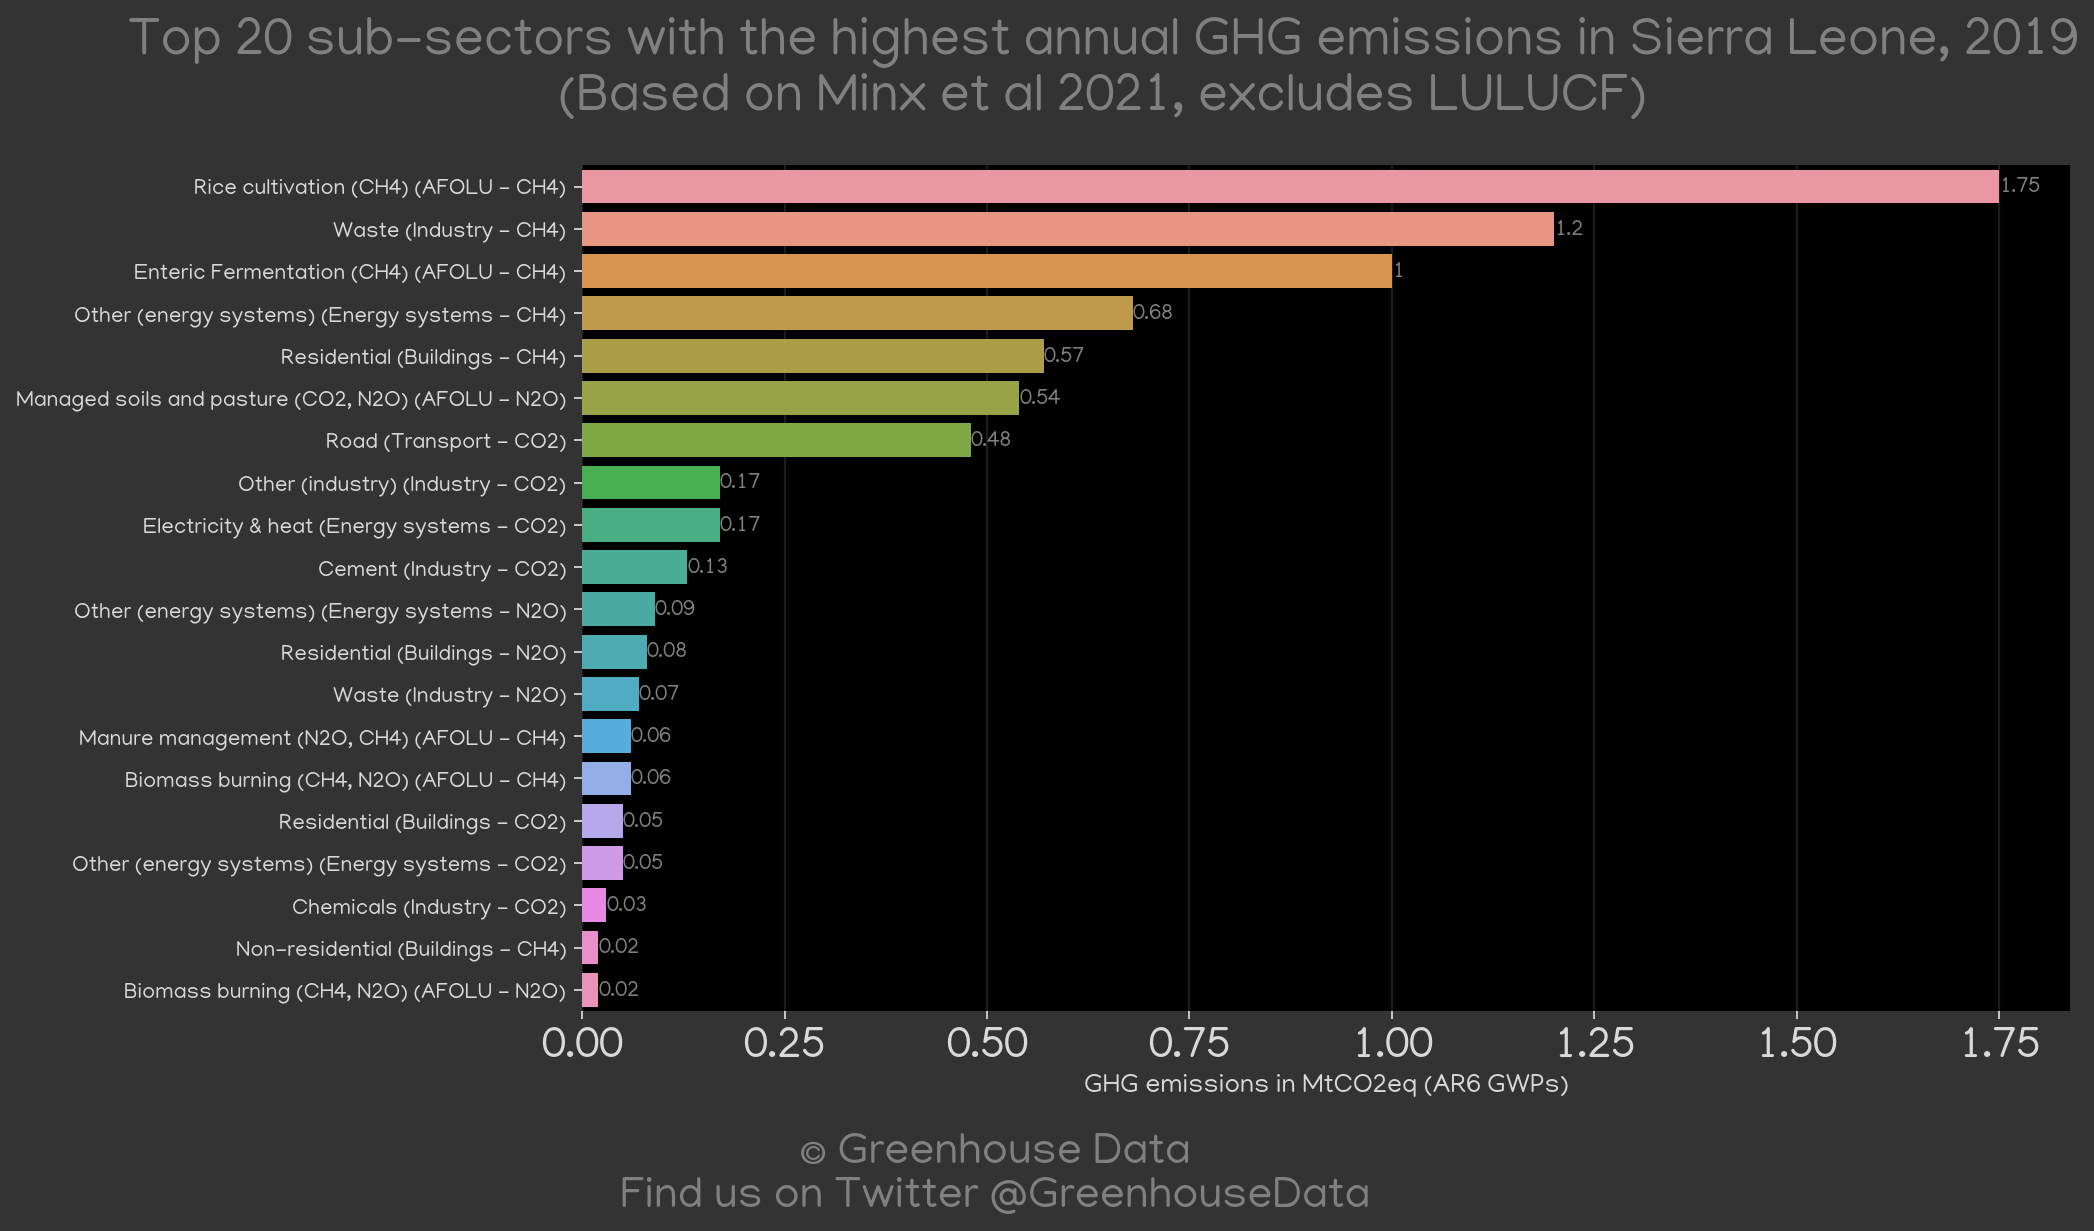 Top 20 sub-sectors with the highest annual GHG emissions in Sierra Leone, 2019
(Based on Minx et al 2021, excludes LULUCF)
Rice cultivation (CH4) (AFOLU - CH4) 1.75
Waste (Industry - CH4) 1.2
Enteric Fermentation (CH4) (AFOLU - CH4) 1
Other (energy systems) (Energy systems - CH4) 0.68
Residential (Buildings - CH4) 0.57
Managed soils and pasture (CO2, N2O) (AFOLU - N2O) 0.54
Road (Transport - CO2) 0.48
Other (industry) (Industry - CO2) 0.17
Electricity & heat (Energy systems - CO2) 0.17
Cement (Industry - CO2) 0.13
Other (energy systems) (Energy systems - N2O) 0.09
Residential (Buildings - N2O) 0.08
Waste (Industry - N2O) 0.07
Manure management (N2O, CH4) (AFOLU - CH4) 0.06
Biomass burning (CH4, N2O) (AFOLU - CH4) 0.06
Residential (Buildings - CO2) 0.05
Other (energy systems) (Energy systems - CO2) 0.05
Chemicals (Industry - CO2) 0.03
Non-residential (Buildings - CH4) 0.02
Biomass burning (CH4, N2O) (AFOLU - N2O) 0.02
0.00 0.25 0.50 0.75 1.00 1.25 1.50 1.75
GHG emissions in MtCO2eq (AR6 GWPs)
© Greenhouse Data
Find us on Twitter @GreenhouseData